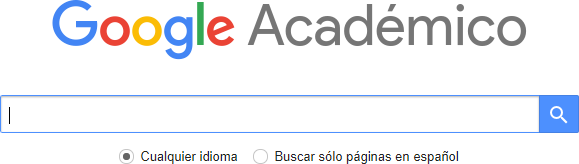 Google Académico
Cualquier idioma Buscar sólo páginas en español